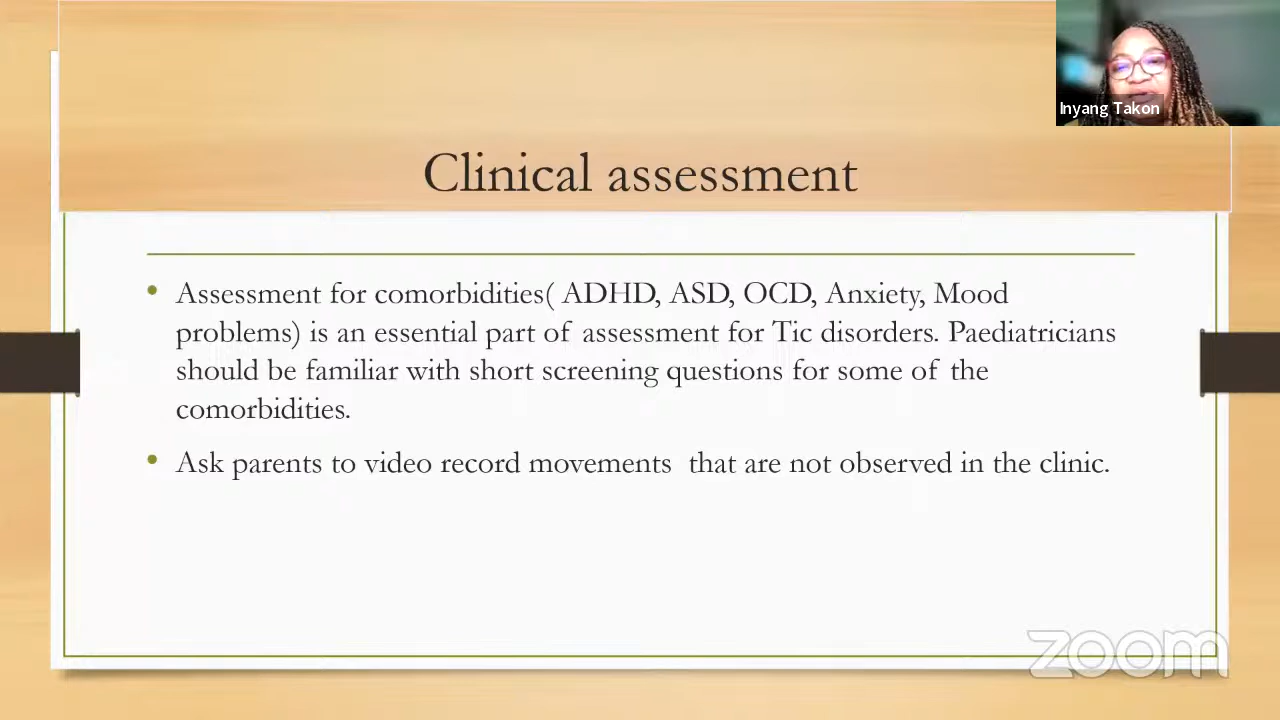 Inyang Takon
Clinical assessment
• Assessment for comorbidities( ADHD, ASD, OCD, Anxiety, Mood
problems) is an essential part of assessment for Tic disorders. Paediatricians
should be familiar with short screening questions for some of the
comorbidities.
• Ask parents to video record movements  that are not observed in the clinic.
zoom